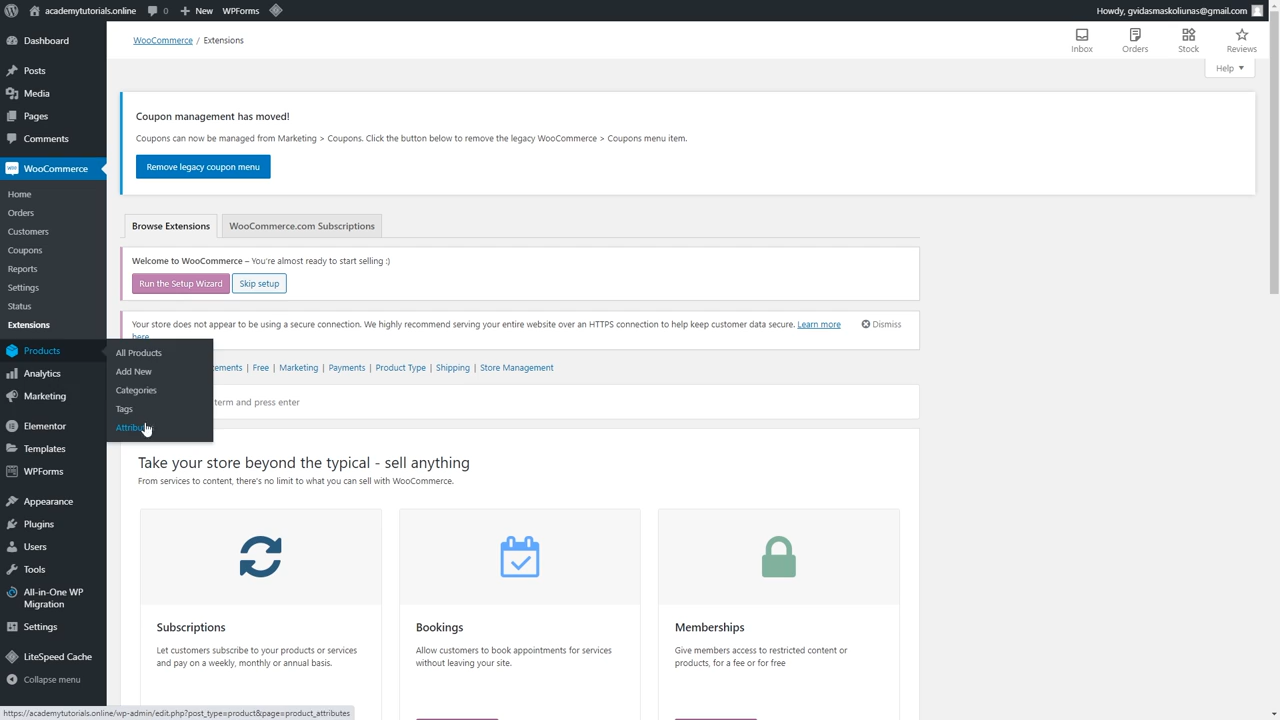 academytutorials.online
0
New
WPForms
Howdy, gvidasmaskoliunas@gmail.com
Dashboard
Posts
Media
Pages
Comments
WooCommerce
Home
Orders
Customers
Coupons
Reports
Settings
Status
Extensions
Products
Analytics
Marketing
Elementor
Templates
WPForms
Appearance
Plugins
Users
Tools
All-in-One WP
Migration
Settings
LiteSpeed Cache
Collapse menu
All Products
Add New
Categories
Tags
WooCommerce / Extensions
Inbox
Orders
Stock
Reviews
Help
Coupon management has moved!
Coupons can now be managed from Marketing > Coupons. Click the button below to remove the legacy WooCommerce > Coupons menu item.
Remove legacy coupon menu
Browse Extensions
WooCommerce.com Subscriptions
Welcome to WooCommerce – You're almost ready to start selling :)
Run the Setup Wizard
Skip setup
Your store does not appear to be using a secure connection. We highly recommend serving your entire website over an HTTPS connection to help keep customer data secure. Learn more
here
Dismiss
| Free | Marketing | Payments | Product Type | Shipping | Store Management
term and press enter
Take your store beyond the typical - sell anything
From services to content, there's no limit to what you can sell with WooCommerce.
Subscriptions
Let customers subscribe to your products or services
and pay on a weekly, monthly or annual basis.
Bookings
Allow customers to book appointments for services
without leaving your site.
Memberships
Give members access to restricted content or
products, for a fee or for free
https://academytutorials.online/wp-admin/edit.php?post_type=product&page=product_attributes